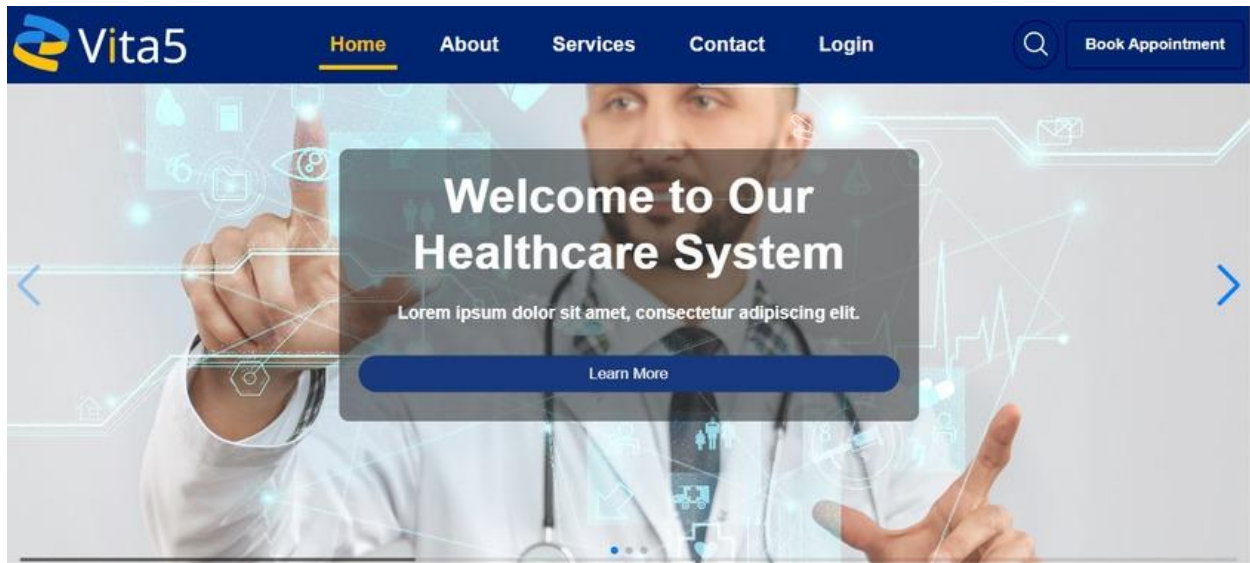 Vita5
Home About Services Contact Login
Book Appointment
Welcome to Our
Healthcare System
Lorem ipsum dolor sit amet, consectetur adipiscing elit.
Learn More